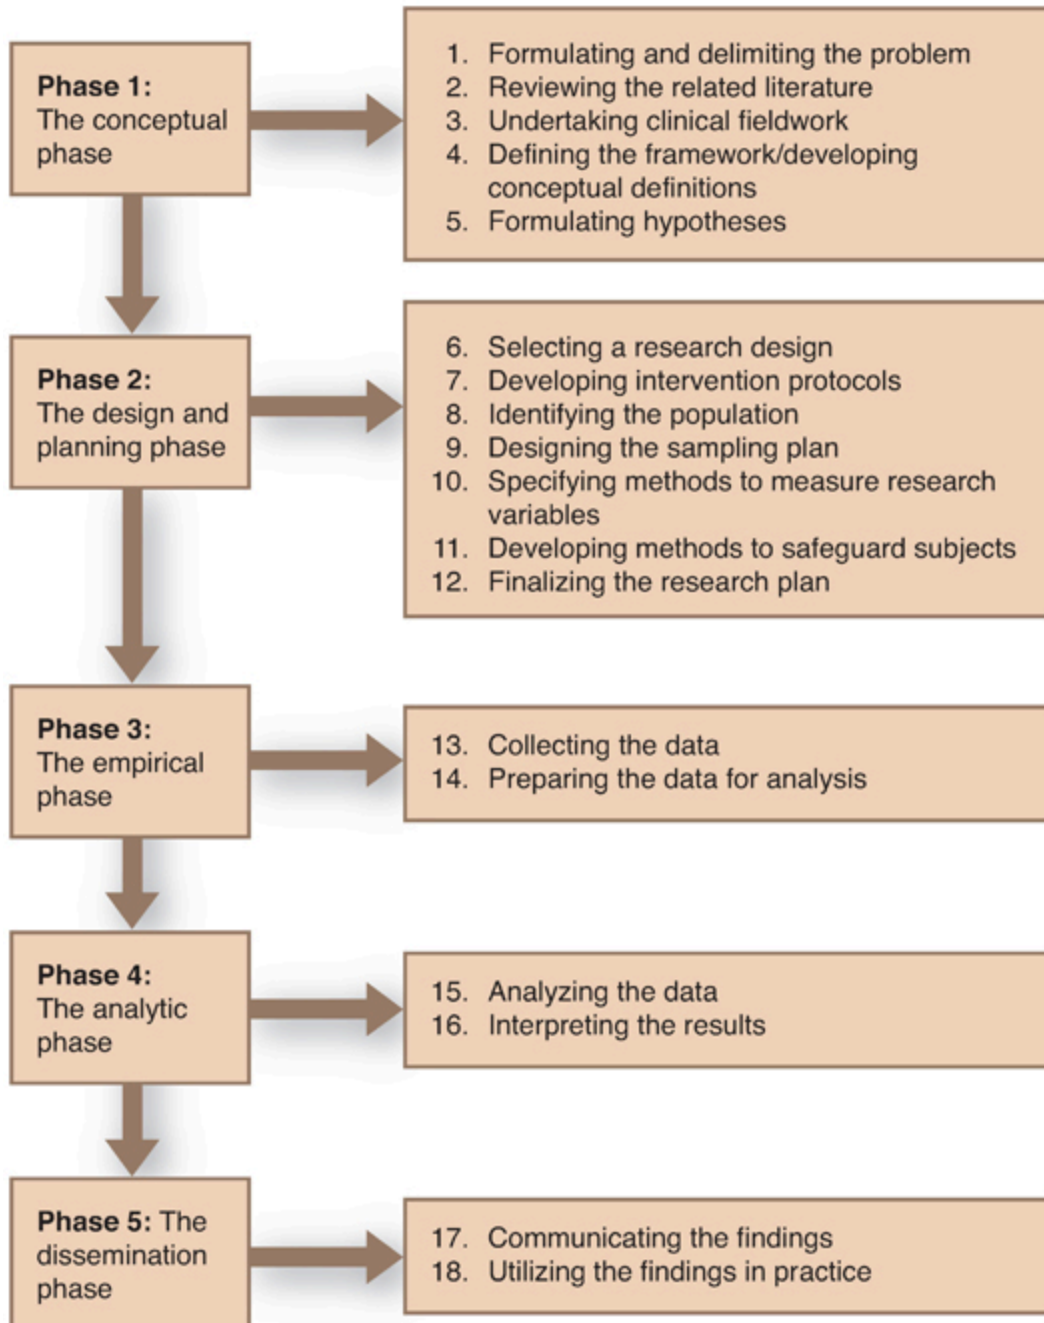 Phase 1:
The conceptual
phase
1. Formulating and delimiting the problem
2. Reviewing the related literature
3. Undertaking clinical fieldwork
4. Defining the framework/developing
conceptual definitions
5. Formulating hypotheses
Phase 2:
The design and
planning phase
6. Selecting a research design
7. Developing intervention protocols
8. Identifying the population
9. Designing the sampling plan
10. Specifying methods to measure research
variables
11. Developing methods to safeguard subjects
12. Finalizing the research plan
Phase 3:
The empirical
phase
13. Collecting the data
14. Preparing the data for analysis
Phase 4:
The analytic
phase
15. Analyzing the data
16. Interpreting the results
Phase 5: The
dissemination
phase
17. Communicating the findings
18. Utilizing the findings in practice